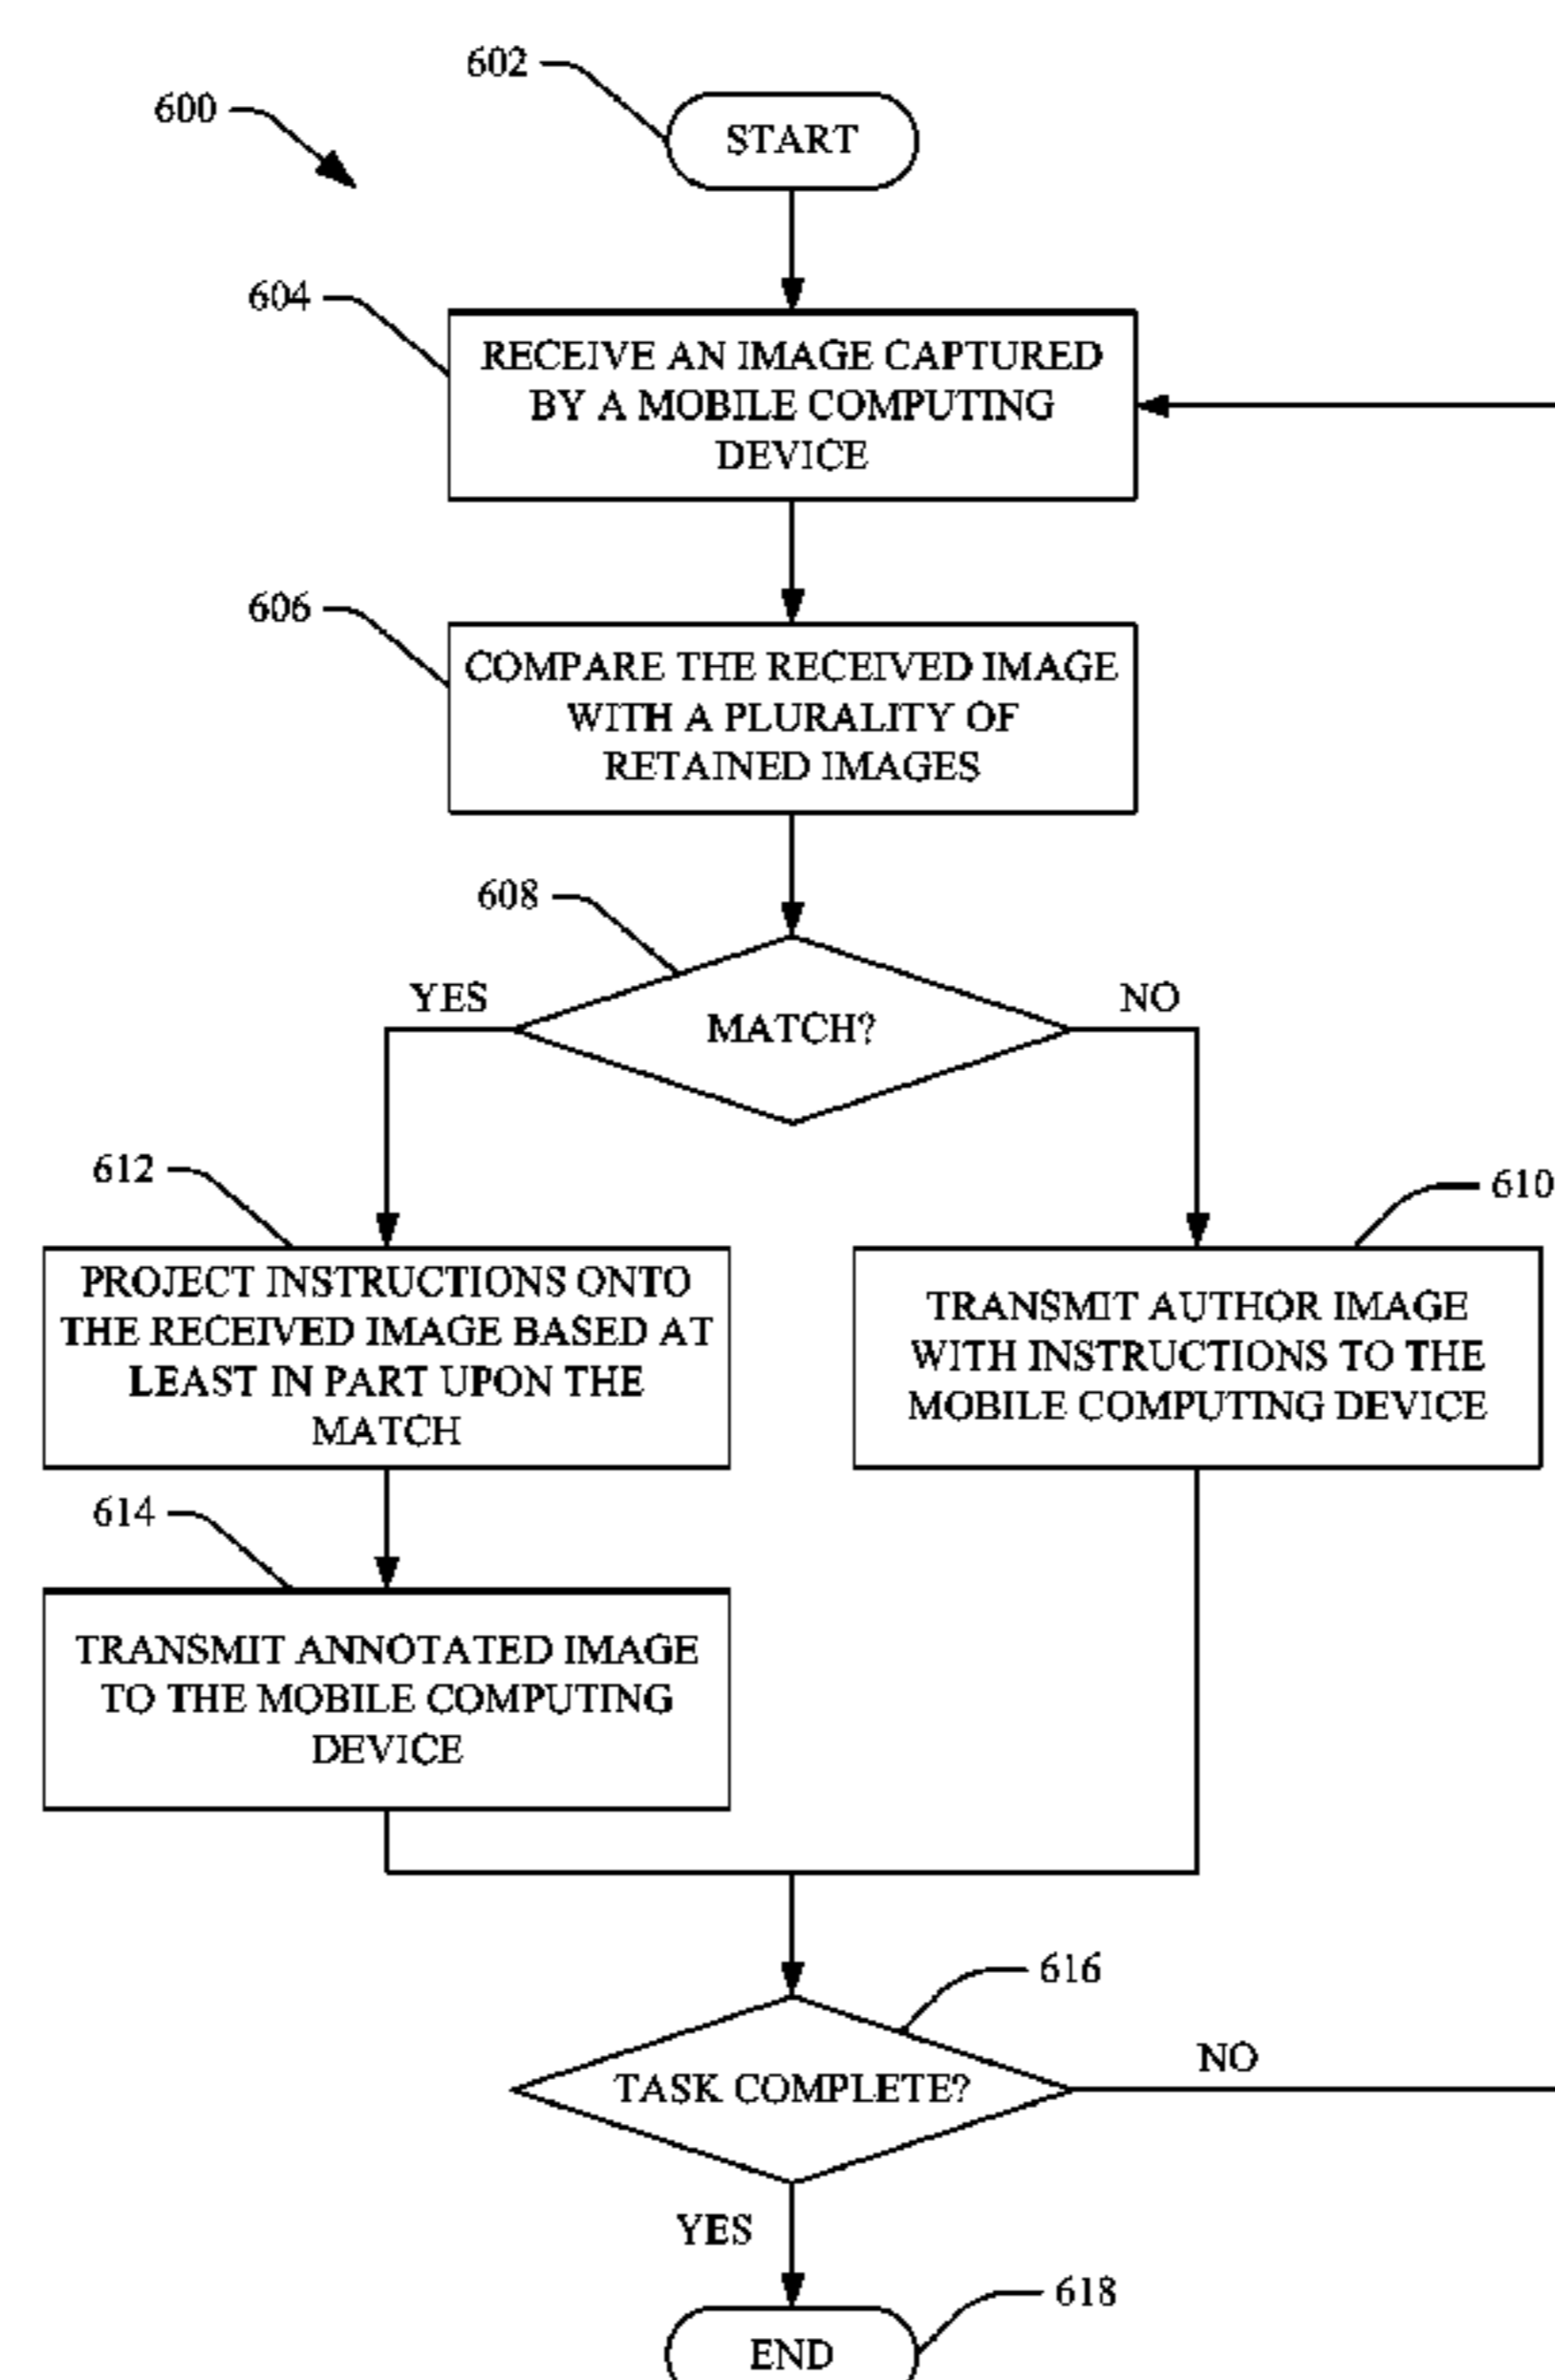 602
600
START
604
RECEIVE AN IMAGE CAPTURED
BY A MOBILE COMPUTING
DEVICE
606
COMPARE THE RECEIVED IMAGE
WITH A PLURALITY OF
RETAINED IMAGES
608
YES
NO
MATCH?
612
610
PROJECT INSTRUCTIONS ONTO
THE RECEIVED IMAGE BASED AT
LEAST IN PART UPON THE
MATCH
TRANSMIT AUTHOR IMAGE
WITH INSTRUCTIONS TO THE
MOBILE COMPUTING DEVICE
614
TRANSMIT ANNOTATED IMAGE
TO THE MOBILE COMPUTING
DEVICE
616
NO
TASK COMPLETE?
YES
618
END